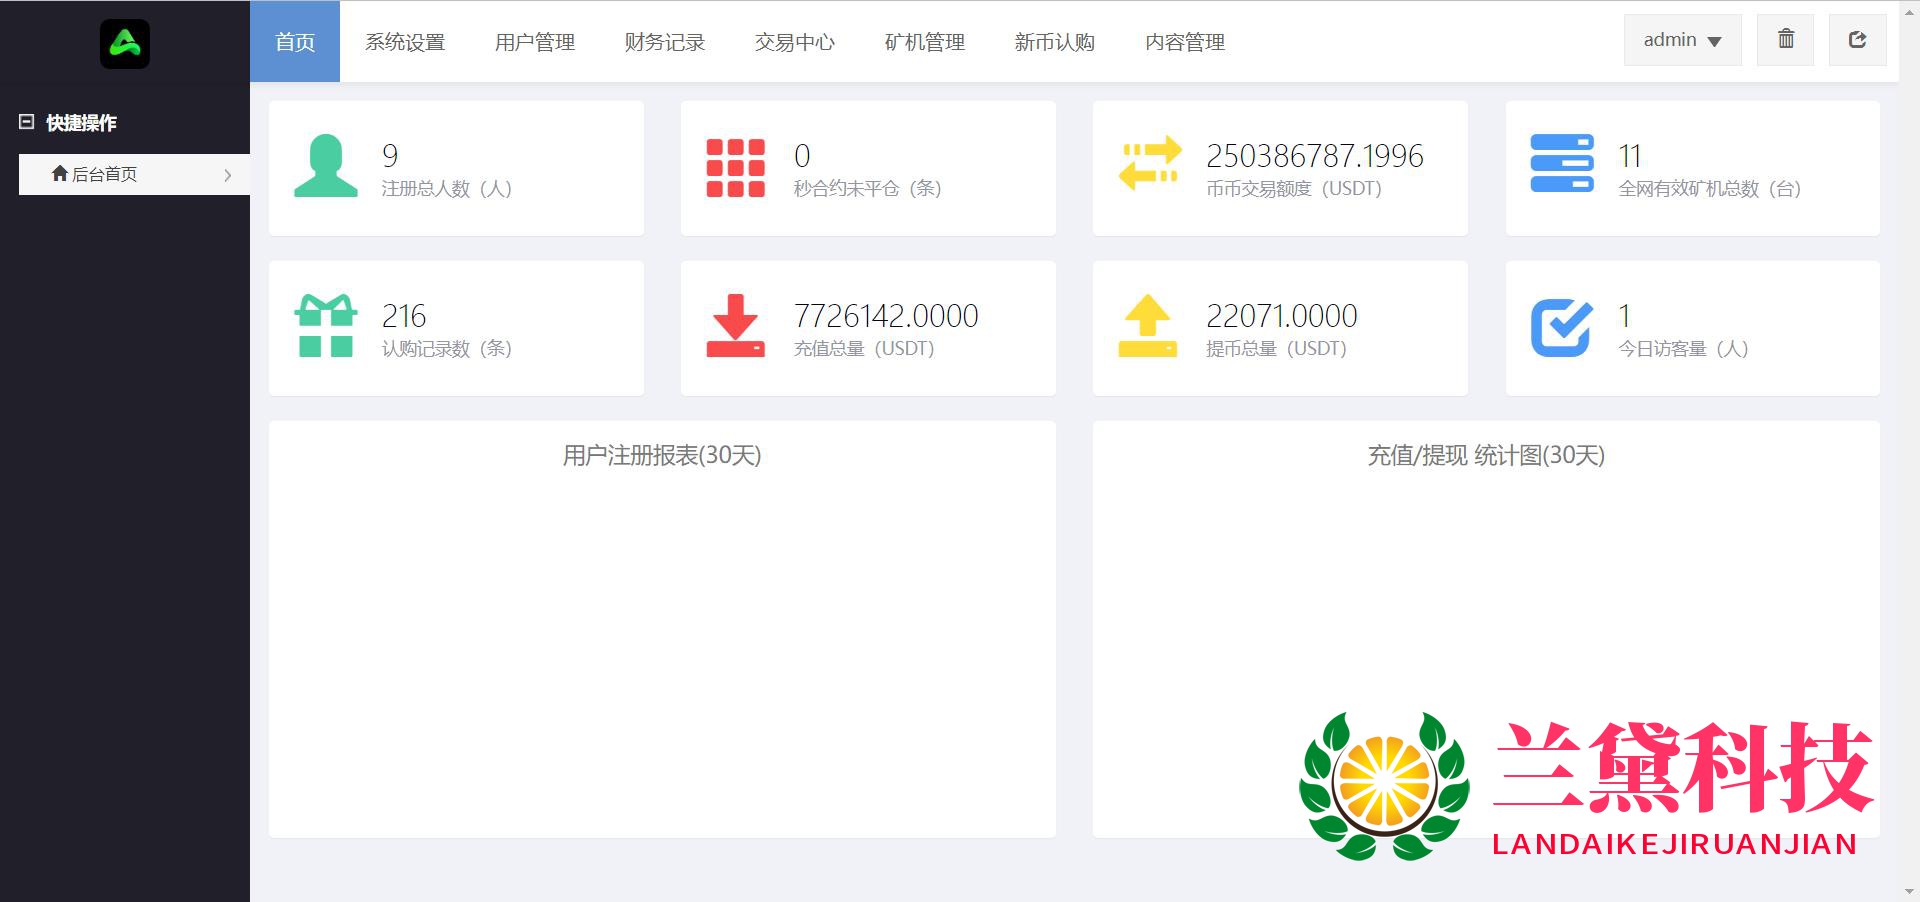 首页 系统设置 用户管理 财务记录 交易中心 矿机管理 新币认购 内容管理 admin
快捷操作
后台首页
9
注册总人数（人）
0
秒合约未平仓（条）
250386787.1996
币币交易额度（USDT）
11
全网有效矿机总数（台）
216
认购记录数（条）
7726142.0000
充值总量（USDT）
22071.0000
提币总量（USDT）
1
今日访客量（人）
用户注册报表(30天)
充值/提现 统计图(30天)
兰黛科技
LANDAIKEJIRUANJIAN